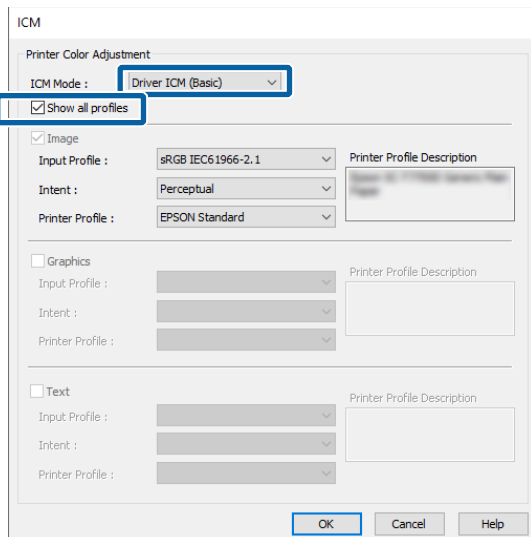 ICM
Printer Color Adjustment
ICM Mode : Driver ICM (Basic)
Show all profiles
Image
Input Profile : sRGB IEC61966-2.1 Printer Profile Description
Intent : Perceptual
Printer Profile : EPSON Standard
Graphics
Input Profile : Printer Profile Description
Intent :
Printer Profile :
Text
Input Profile : Printer Profile Description
Intent :
Printer Profile :
OK Cancel Help